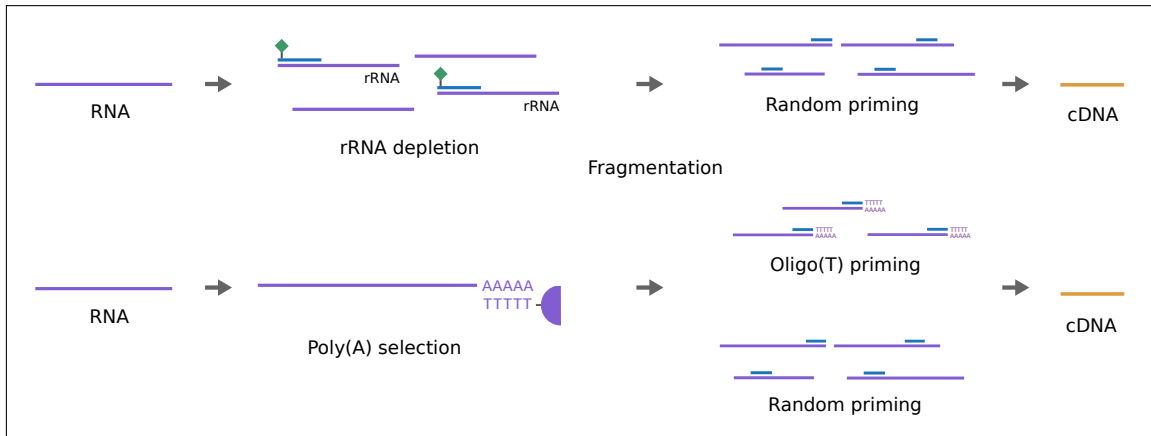 rRNA
rRNA
RNA
rRNA depletion
Random priming
cDNA
Fragmentation
RNA
AAAAA
TTTTT
Poly(A) selection
TTTTT
AAAAA
TTTTT
AAAAA
TTTTT
AAAAA
Oligo(T) priming
Random priming
cDNA